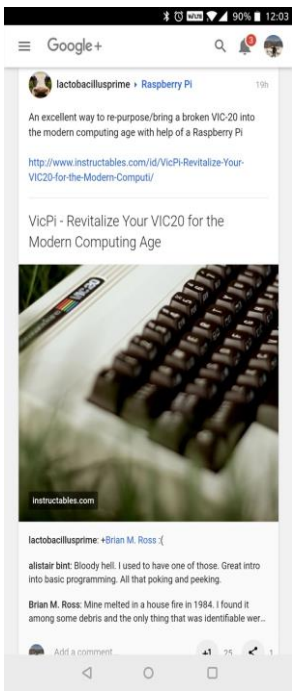 90% 12:03
Google+
3
lactobacillusprime ▸ Raspberry Pi 19h
An excellent way to re-purpose/bring a broken VIC-20 into
the modern computing age with help of a Raspberry Pi
http://www.instructables.com/id/VicPi-Revitalize-Your-
VIC20-for-the-Modern-Computi/
VicPi - Revitalize Your VIC20 for the
Modern Computing Age
VIC20
instructables.com
lactobacillusprime: +Brian M. Ross :(
alistair bint: Bloody hell. I used to have one of those. Great intro
into basic programming. All that poking and peeking.
Brian M. Ross: Mine melted in a house fire in 1984. I found it
among some debris and the only thing that was identifiable wer...
Add a comment...
+1 25 1